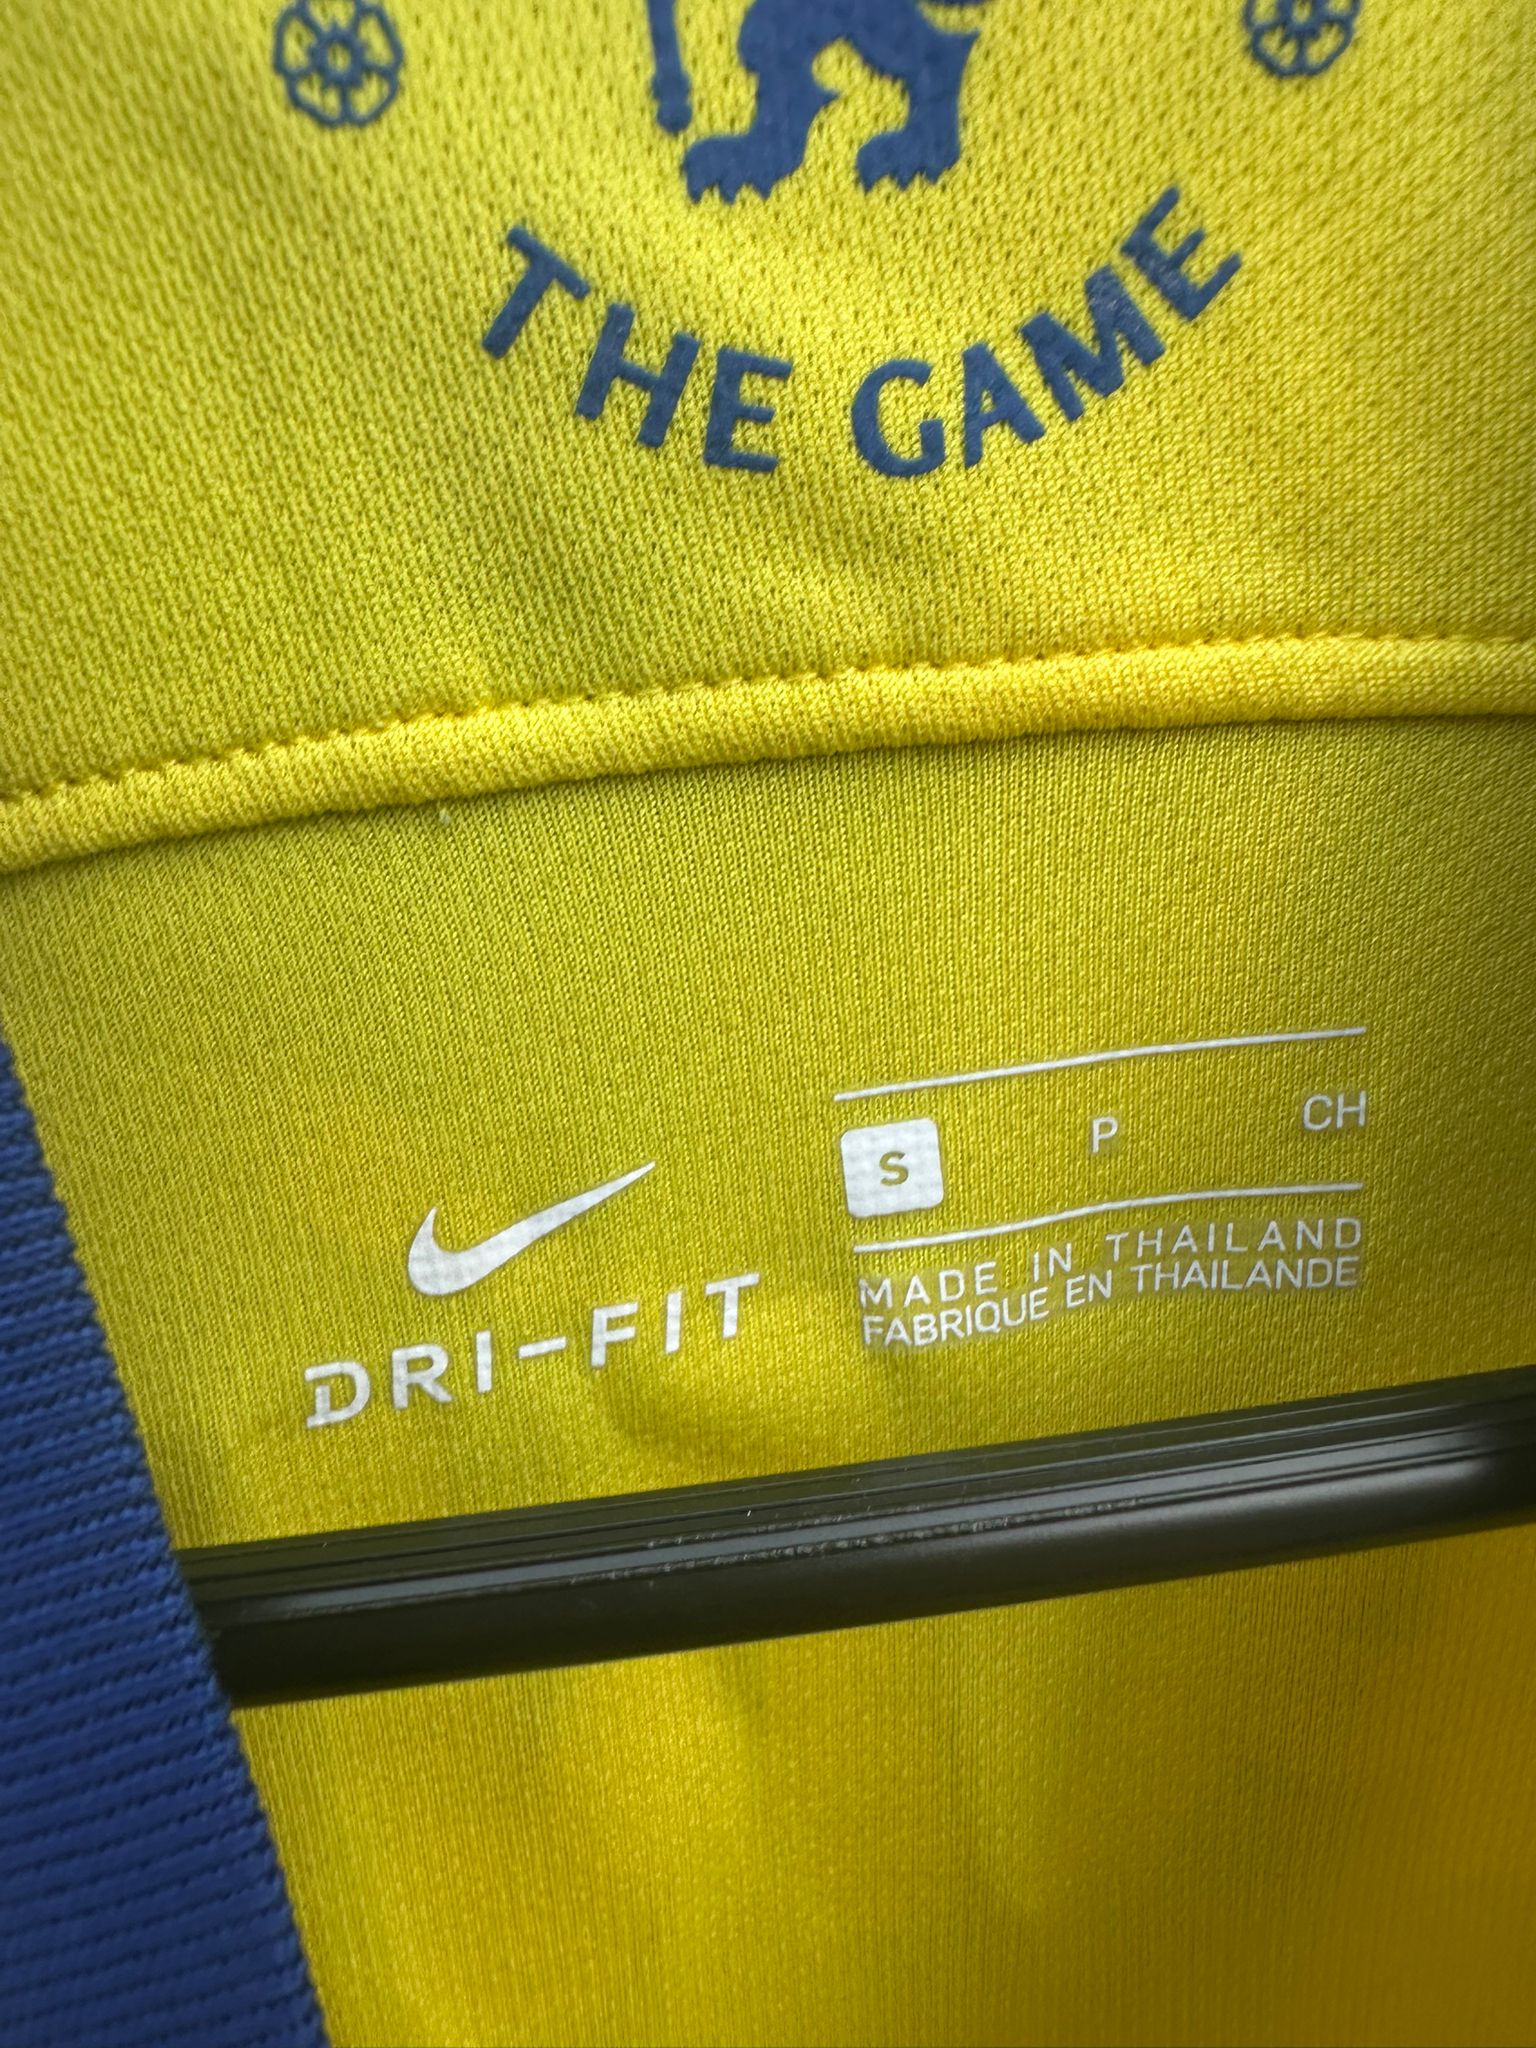 THE GAME
S P CH
DRI-FIT
MADE IN THAILAND
FABRIQUE EN THAILANDE